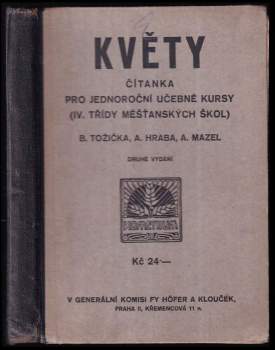 KVĚTY
ČÍTANKA
PRO JEDNOROČNÍ UČEBNÉ KURSY
(IV. TŘÍDY MĚŠŤANSKÝCH ŠKOL)
B. TOŽIČKA, A. HRABA, A. MAZEL
DRUHÉ VYDÁNÍ
Kč 24·—
V GENERÁLNÍ KOMISI FY HÖFER A KLOUČEK,
PRAHA II, KŘEMENCOVA 11 n.